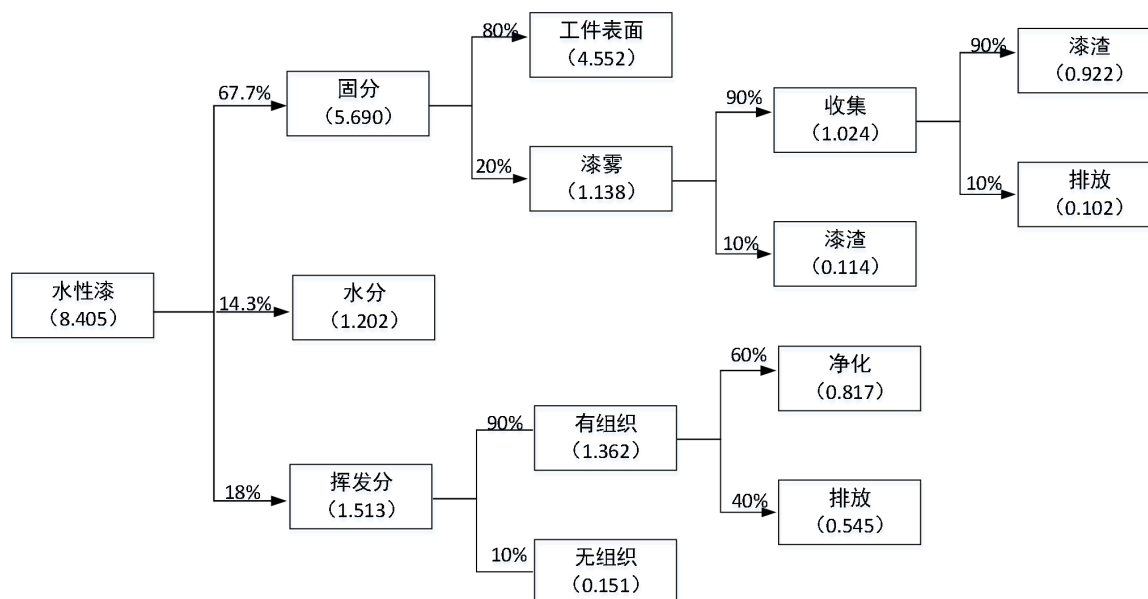 80%
工件表面
（4.552）
67.7%
固分
（5.690）
20%
漆雾
（1.138）
90%
收集
（1.024）
90%
漆渣
（0.922）
10%
排放
（0.102）
10%
漆渣
（0.114）
水性漆
（8.405）
14.3%
水分
（1.202）
18%
挥发分
（1.513）
90%
有组织
（1.362）
60%
净化
（0.817）
40%
排放
（0.545）
10%
无组织
（0.151）